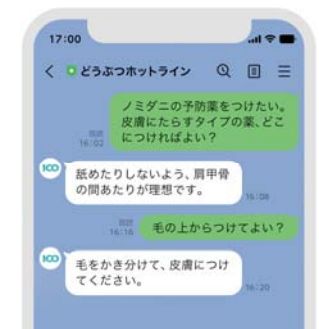 17:00
どうぶつホットライン
ノミダニの予防薬をつけたい。
皮膚にたらすタイプの薬、どこ
につければよい？
既読
16:02
100
舐めたりしないよう、肩甲骨
の間あたりが理想です。
16:08
既読
16:16
毛の上からつけてよい？
100
毛をかき分けて、皮膚につけ
てください。
16:20